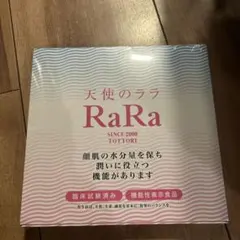 天使のララ
RaRa
SINCE 2000
TOTTORI
顔肌の水分量を保ち
潤いに役立つ
機能があります
臨床試験済み
機能性表示食品